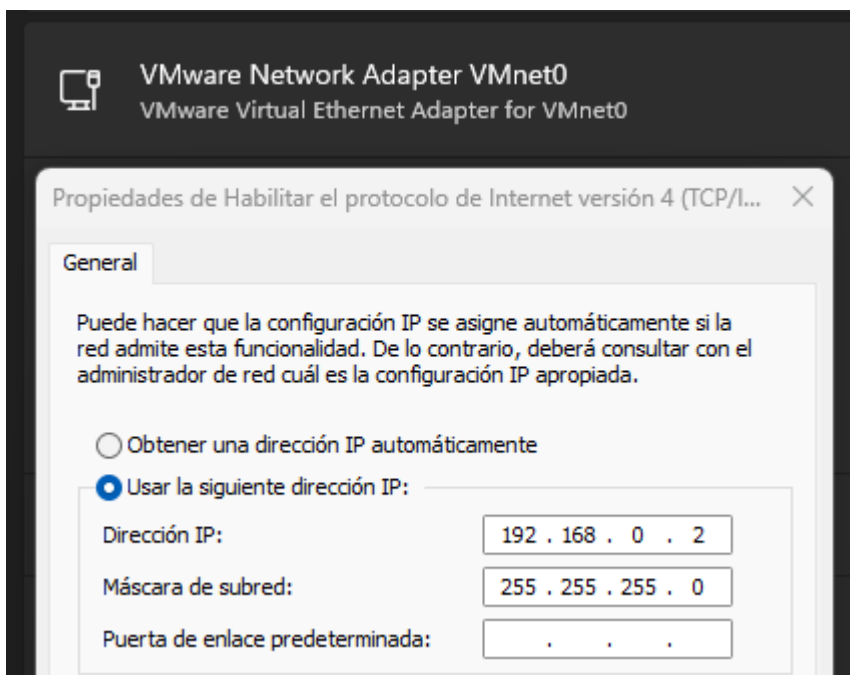 VMware Network Adapter VMnet0
VMware Virtual Ethernet Adapter for VMnet0
Propiedades de Habilitar el protocolo de Internet versión 4 (TCP/I...
General
Puede hacer que la configuración IP se asigne automáticamente si la
red admite esta funcionalidad. De lo contrario, deberá consultar con el
administrador de red cuál es la configuración IP apropiada.
Obtener una dirección IP automáticamente
Usar la siguiente dirección IP:
Dirección IP: 192 . 168 . 0 . 2
Máscara de subred: 255 . 255 . 255 . 0
Puerta de enlace predeterminada: . . .